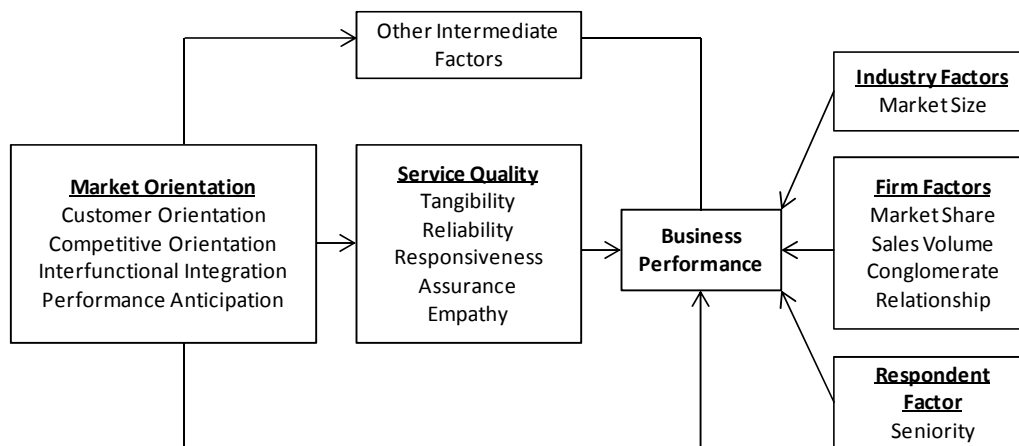 Other Intermediate
Factors
Market Orientation
Customer Orientation
Competitive Orientation
Interfunctional Integration
Performance Anticipation
Service Quality
Tangibility
Reliability
Responsiveness
Assurance
Empathy
Business
Performance
Industry Factors
Market Size
Firm Factors
Market Share
Sales Volume
Conglomerate
Relationship
Respondent
Factor
Seniority